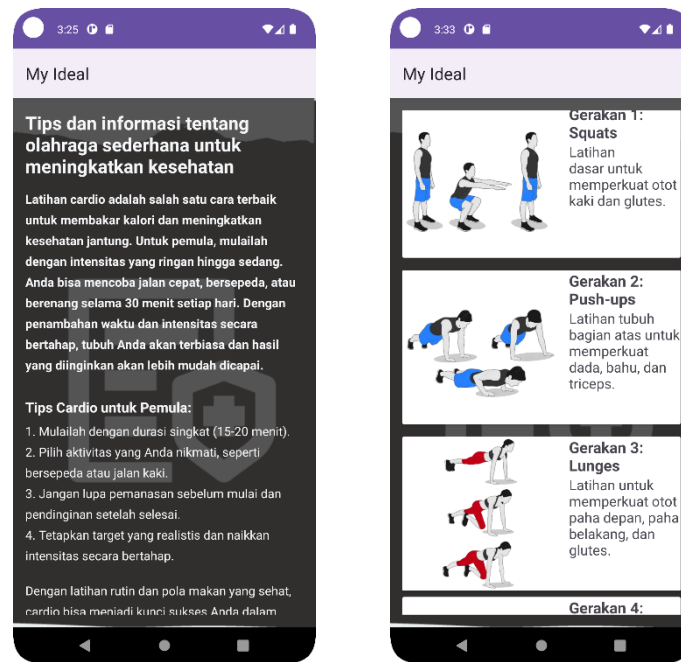 3:25
My Ideal
Tips dan informasi tentang
olahraga sederhana untuk
meningkatkan kesehatan
Latihan cardio adalah salah satu cara terbaik
untuk membakar kalori dan meningkatkan
kesehatan jantung. Untuk pemula, mulailah
dengan intensitas yang ringan hingga sedang.
Anda bisa mencoba jalan cepat, bersepeda, atau
berenang selama 30 menit setiap hari. Dengan
penambahan waktu dan intensitas secara
bertahap, tubuh Anda akan terbiasa dan hasil
yang diinginkan akan lebih mudah dicapai.
Tips Cardio untuk Pemula:
1. Mulailah dengan durasi singkat (15-20 menit).
2. Pilih aktivitas yang Anda nikmati, seperti
bersepeda atau jalan kaki.
3. Jangan lupa pemanasan sebelum mulai dan
pendinginan setelah selesai.
4. Tetapkan target yang realistis dan naikkan
intensitas secara bertahap.
Dengan latihan rutin dan pola makan yang sehat,
cardio bisa menjadi kunci sukses Anda dalam
3:33
My Ideal
Gerakan 1:
Squats
Latihan
dasar untuk
memperkuat otot
kaki dan glutes.
Gerakan 2:
Push-ups
Latihan tubuh
bagian atas untuk
memperkuat
dada, bahu, dan
triceps.
Gerakan 3:
Lunges
Latihan untuk
memperkuat otot
paha depan, paha
belakang, dan
glutes.
Gerakan 4: